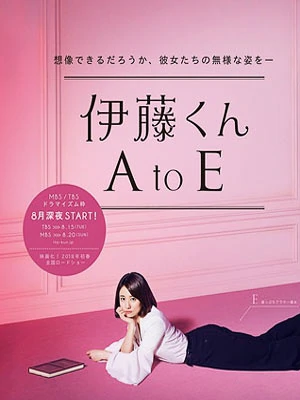 想像できるだろうか、彼女たちの無様な姿を―
伊藤くん
A to E
MBS / TBS
ドラマイズム枠
8月深夜START!
TBS 8.15(TUE)
MBS 8.20(SUN)
映画化! 2018年初春
全国ロードショー
E